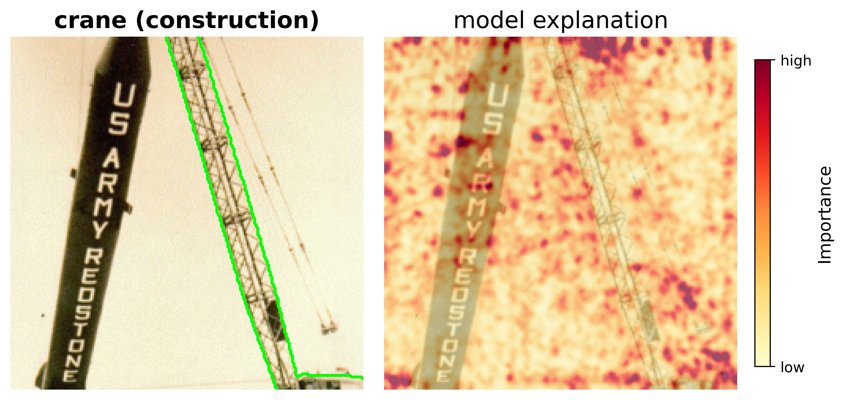 crane (construction)
model explanation
US ARMY REDSTONE
US ARMY REDSTONE
high
Importance
low